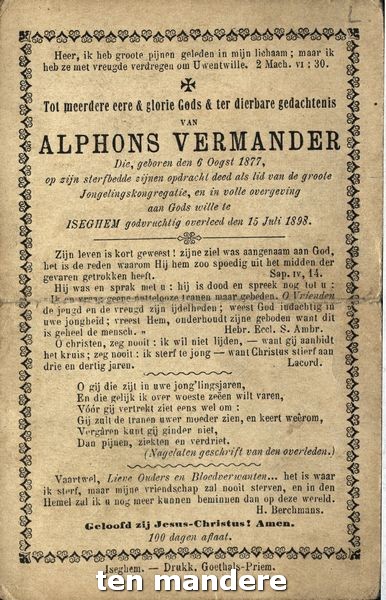 L
Heer, ik heb groote pijnen geleden in mijn lichaam ; maar ik
heb ze met vreugde verdregen om Uwentwille. 2 Mach. VI : 30.
Tot meerdere eere & glorie Gods & ter dierbare gedachtenis
VAN
ALPHONS VERMANDER
Die, geboren den 6 Oogst 1877,
op zijn sterfbedde zijnen opdracht deed als lid van de groote
Jongelingskongregatie, en in volle overgeving
aan Gods wille te
ISEGHEM godvruchtig overleed den 15 Juli 1898.
Zijn leven is kort geweest ! zijne ziel was aangenaam aan God,
het is de reden waarom Hij hem zoo spoedig uit het midden der
gevaren getrokken heeft. Sap. IV, 14.
Hij was en sprak met u : hij is dood en spreek nog tot u :
Ik en vraag geene nuttelooze tranen maar gebeden. O Vrienden
de jeugd en de vreugd zijn ijdelheden ; weest God indachtig in
uwe jongheid ; vreest Hem, onderhoudt zijne geboden want dit
is geheel de mensch. » Hebr. Eccl. S. Ambr.
O christen, zeg nooit : ik wil niet lijden, — want gij aanbidt
het kruis ; zeg nooit : ik sterf te jong — want Christus stierf aan
drie en dertig jaren. Lacord.
O gij die zijt in uwe jong'lingsjaren,
En die gelijk ik over woeste zeëen wilt varen,
Vóór gij vertrekt ziet eens wel om :
Gij zult de tranen uwer moeder zien, en keert weêrom,
Vergâren kunt gij ginder niet,
Dan pijnen, ziekten en verdriet.
(Nagelaten geschrift van den overleden.)
Vaartwel, Lieve Ouders en Bloedverwanten... het is waar
ik sterf, maar mijne vriendschap zal nooit sterven, en in den
Hemel zal ik u nog meer kunnen beminnen dan op deze wereld.
H. Berchmans.
Geloofd zij Jesus-Christus ! Amen.
100 dagen aflaat.
Iseghem. — Drukk. Goethals-Priem.
ten mandere